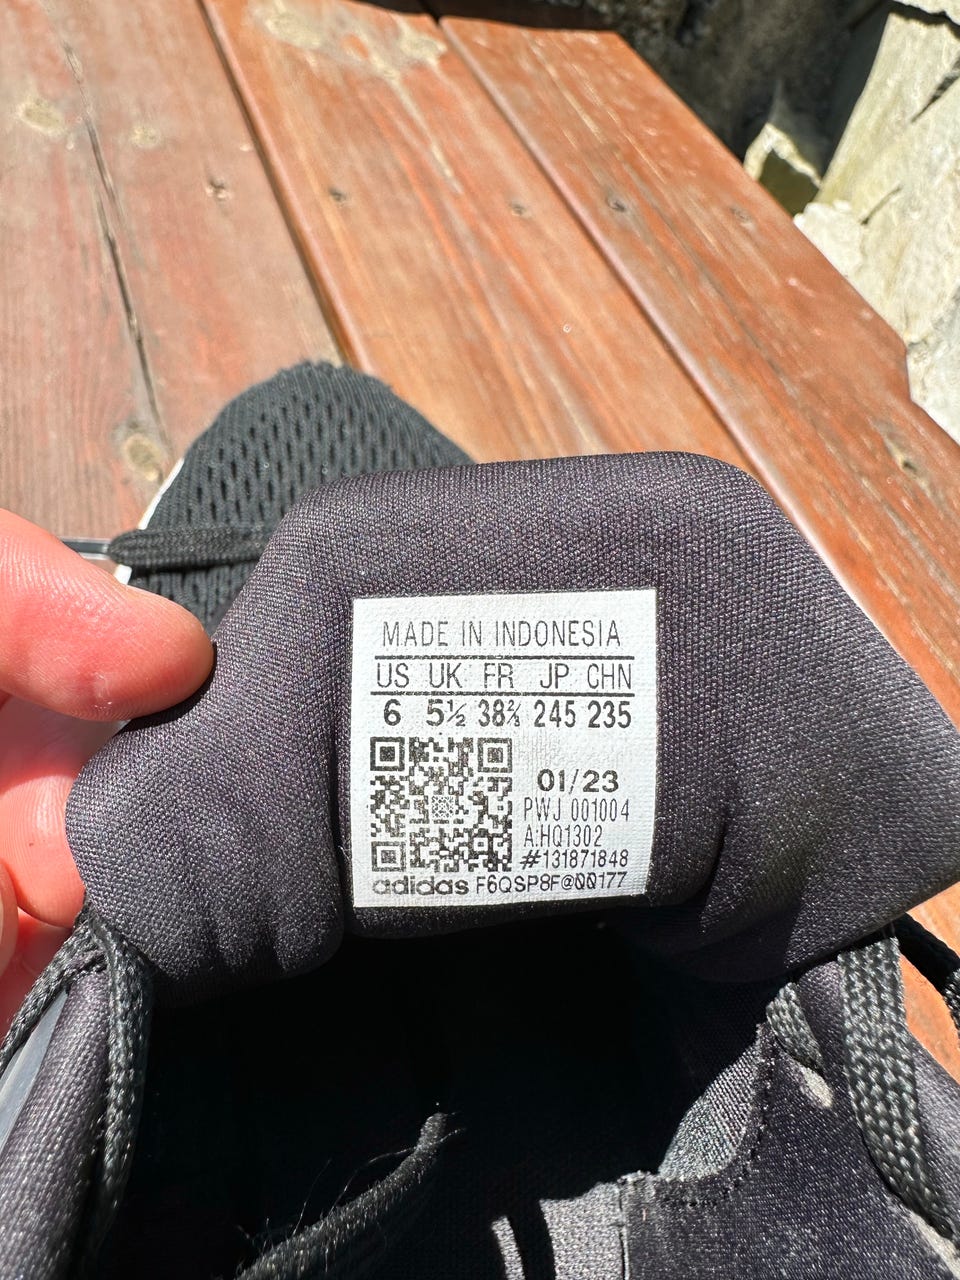 MADE IN INDONESIA
US UK FR JP CHN
6 5½ 38⅔ 245 235
01/23
PWJ 001004
A:HQ1302
#131871848
adidas F6QSP8F@QQ177